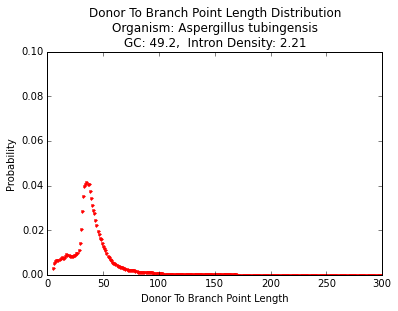 Donor To Branch Point Length Distribution
Organism: Aspergillus tubingensis
GC: 49.2,  Intron Density: 2.21
0.10
0.08
0.06
0.04
0.02
0.00
Probability
0 50 100 150 200 250 300
Donor To Branch Point Length